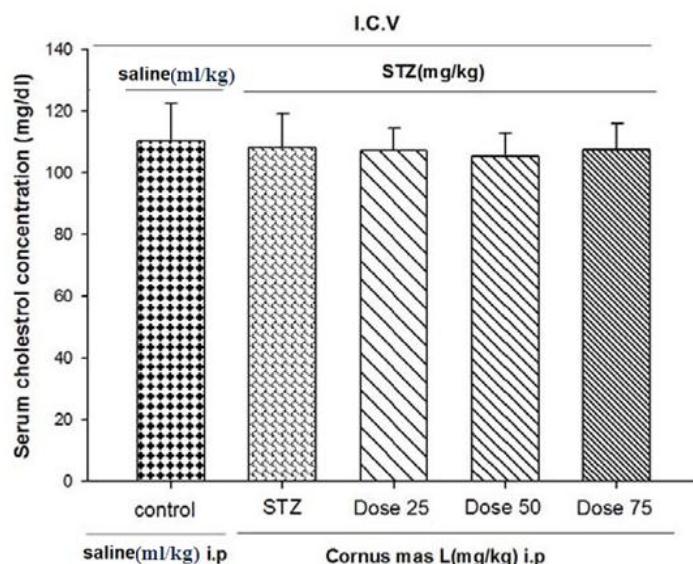 I.C.V
saline(ml/kg)
STZ(mg/kg)
Serum cholestrol concentration (mg/dl)
140
120
100
80
60
40
20
0
control
STZ
Dose 25
Dose 50
Dose 75
saline(ml/kg) i.p
Cornus mas L(mg/kg) i.p